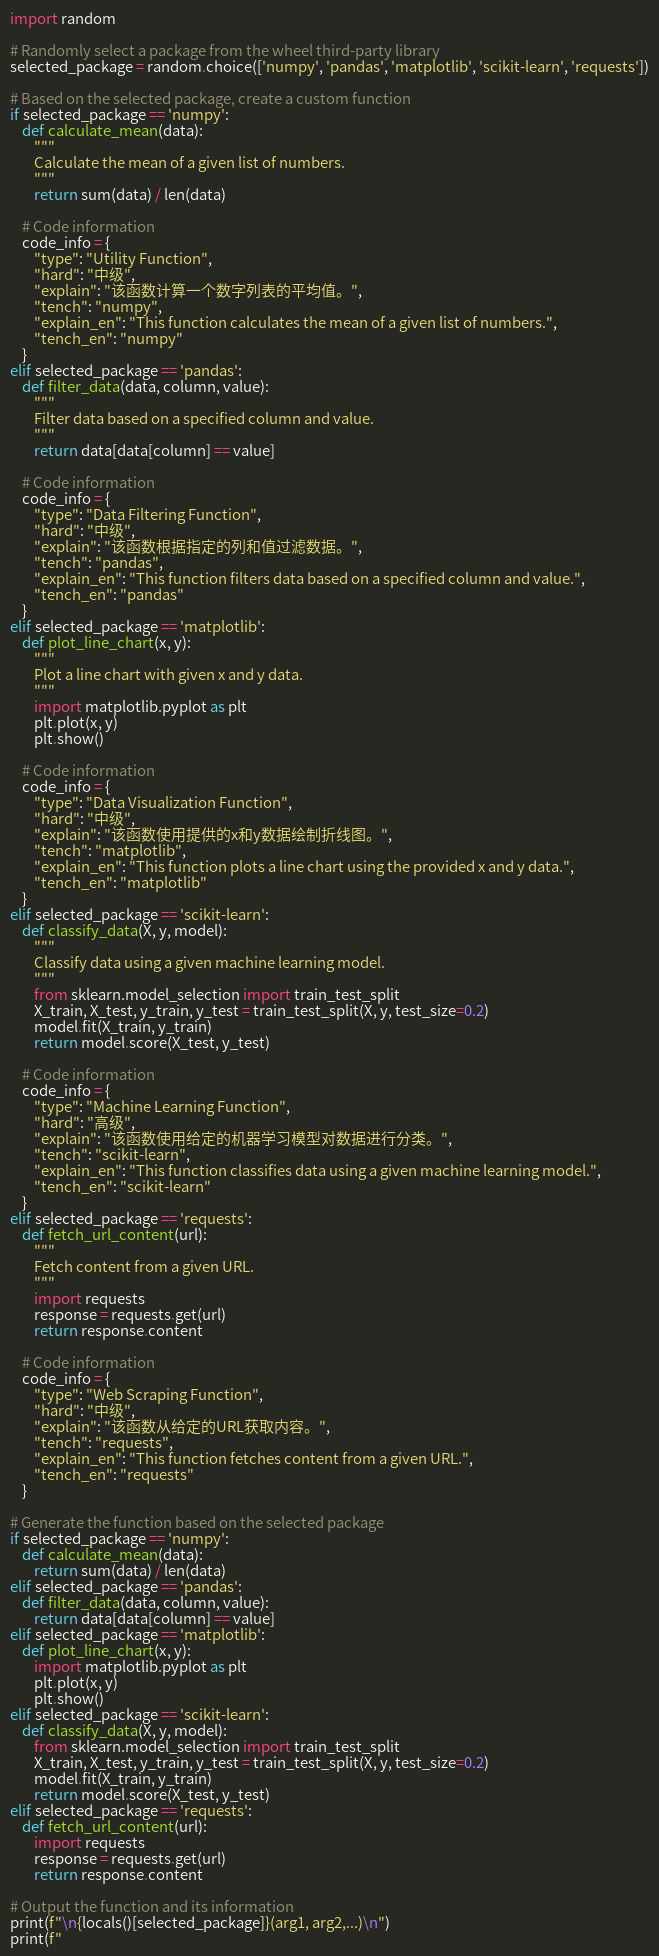 import random

# Randomly select a package from the wheel third-party library
selected_package = random.choice(['numpy', 'pandas', 'matplotlib', 'scikit-learn', 'requests'])

# Based on the selected package, create a custom function
if selected_package == 'numpy':
    def calculate_mean(data):
        """
        Calculate the mean of a given list of numbers.
        """
        return sum(data) / len(data)

    # Code information
    code_info = {
        "type": "Utility Function",
        "hard": "中级",
        "explain": "该函数计算一个数字列表的平均值。",
        "tench": "numpy",
        "explain_en": "This function calculates the mean of a given list of numbers.",
        "tench_en": "numpy"
    }
elif selected_package == 'pandas':
    def filter_data(data, column, value):
        """
        Filter data based on a specified column and value.
        """
        return data[data[column] == value]

    # Code information
    code_info = {
        "type": "Data Filtering Function",
        "hard": "中级",
        "explain": "该函数根据指定的列和值过滤数据。",
        "tench": "pandas",
        "explain_en": "This function filters data based on a specified column and value.",
        "tench_en": "pandas"
    }
elif selected_package == 'matplotlib':
    def plot_line_chart(x, y):
        """
        Plot a line chart with given x and y data.
        """
        import matplotlib.pyplot as plt
        plt.plot(x, y)
        plt.show()

    # Code information
    code_info = {
        "type": "Data Visualization Function",
        "hard": "中级",
        "explain": "该函数使用提供的x和y数据绘制折线图。",
        "tench": "matplotlib",
        "explain_en": "This function plots a line chart using the provided x and y data.",
        "tench_en": "matplotlib"
    }
elif selected_package == 'scikit-learn':
    def classify_data(X, y, model):
        """
        Classify data using a given machine learning model.
        """
        from sklearn.model_selection import train_test_split
        X_train, X_test, y_train, y_test = train_test_split(X, y, test_size=0.2)
        model.fit(X_train, y_train)
        return model.score(X_test, y_test)

    # Code information
    code_info = {
        "type": "Machine Learning Function",
        "hard": "高级",
        "explain": "该函数使用给定的机器学习模型对数据进行分类。",
        "tench": "scikit-learn",
        "explain_en": "This function classifies data using a given machine learning model.",
        "tench_en": "scikit-learn"
    }
elif selected_package == 'requests':
    def fetch_url_content(url):
        """
        Fetch content from a given URL.
        """
        import requests
        response = requests.get(url)
        return response.content

    # Code information
    code_info = {
        "type": "Web Scraping Function",
        "hard": "中级",
        "explain": "该函数从给定的URL获取内容。",
        "tench": "requests",
        "explain_en": "This function fetches content from a given URL.",
        "tench_en": "requests"
    }

# Generate the function based on the selected package
if selected_package == 'numpy':
    def calculate_mean(data):
        return sum(data) / len(data)
elif selected_package == 'pandas':
    def filter_data(data, column, value):
        return data[data[column] == value]
elif selected_package == 'matplotlib':
    def plot_line_chart(x, y):
        import matplotlib.pyplot as plt
        plt.plot(x, y)
        plt.show()
elif selected_package == 'scikit-learn':
    def classify_data(X, y, model):
        from sklearn.model_selection import train_test_split
        X_train, X_test, y_train, y_test = train_test_split(X, y, test_size=0.2)
        model.fit(X_train, y_train)
        return model.score(X_test, y_test)
elif selected_package == 'requests':
    def fetch_url_content(url):
        import requests
        response = requests.get(url)
        return response.content

# Output the function and its information
print(f"\n{locals()[selected_package]}(arg1, arg2,...)\n")
print(f"